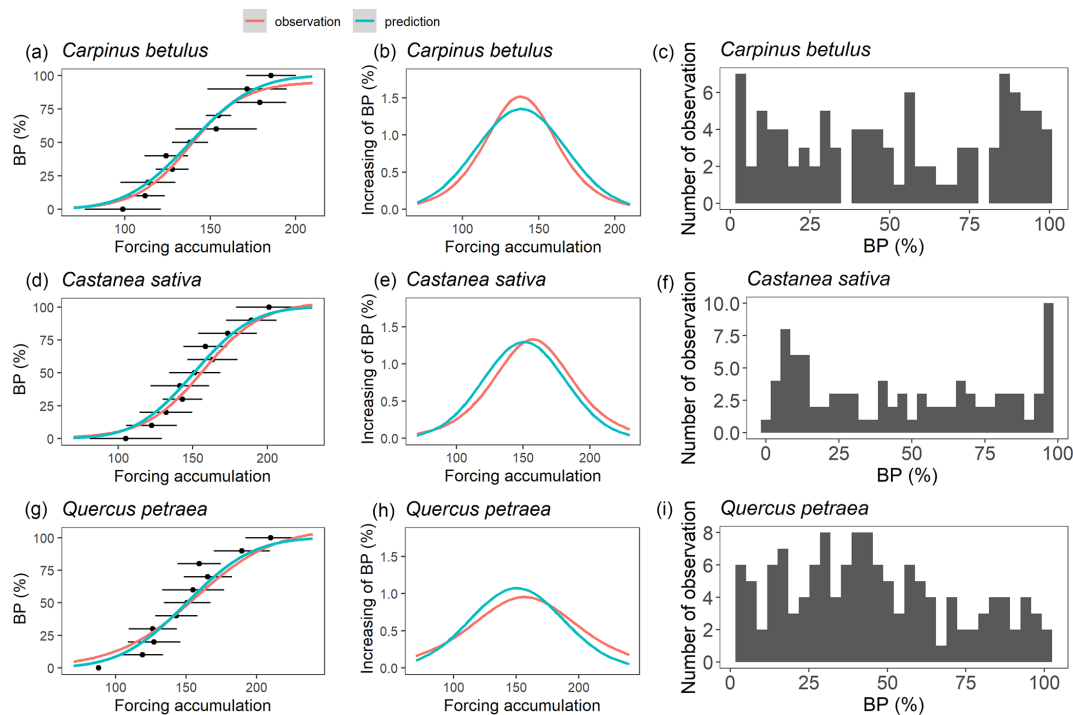 observation prediction
(a) Carpinus betulus
BP (%)
100
75
50
25
0
100 150 200
Forcing accumulation
(b) Carpinus betulus
Increasing of BP (%)
1.5
1.0
0.5
0.0
100 150 200
Forcing accumulation
(c) Carpinus betulus
Number of observation
6
4
2
0
0 25 50 75 100
BP (%)
(d) Castanea sativa
BP (%)
100
75
50
25
0
100 150 200
Forcing accumulation
(e) Castanea sativa
Increasing of BP (%)
1.5
1.0
0.5
0.0
100 150 200
Forcing accumulation
(f) Castanea sativa
Number of observation
10.0
7.5
5.0
2.5
0.0
0 25 50 75 100
BP (%)
(g) Quercus petraea
BP (%)
100
75
50
25
0
100 150 200
Forcing accumulation
(h) Quercus petraea
Increasing of BP (%)
1.5
1.0
0.5
0.0
100 150 200
Forcing accumulation
(i) Quercus petraea
Number of observation
8
6
4
2
0
0 25 50 75 100
BP (%)